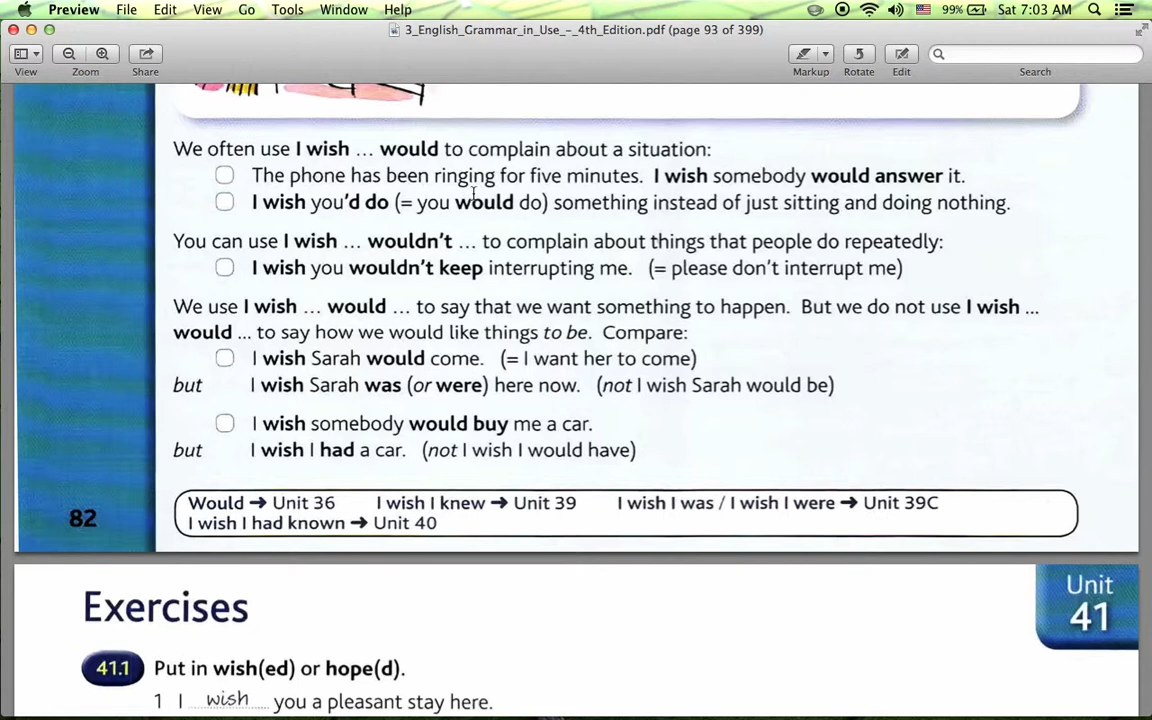 Preview File Edit View Go Tools Window Help 99% Sat 7:03 AM
3_English_Grammar_in_Use_-_4th_Edition.pdf (page 93 of 399)
View Zoom Share Markup Rotate Edit Search
We often use I wish … would to complain about a situation:
The phone has been ringing for five minutes. I wish somebody would answer it.
I wish you'd do (= you would do) something instead of just sitting and doing nothing.
You can use I wish … wouldn't … to complain about things that people do repeatedly:
I wish you wouldn't keep interrupting me. (= please don't interrupt me)
We use I wish … would … to say that we want something to happen. But we do not use I wish …
would … to say how we would like things to be. Compare:
I wish Sarah would come. (= I want her to come)
but I wish Sarah was (or were) here now. (not I wish Sarah would be)
I wish somebody would buy me a car.
but I wish I had a car. (not I wish I would have)
Would ➔ Unit 36 I wish I knew ➔ Unit 39 I wish I was / I wish I were ➔ Unit 39C
I wish I had known ➔ Unit 40
82
Exercises
Unit
41
41.1 Put in wish(ed) or hope(d).
1 I wish you a pleasant stay here.